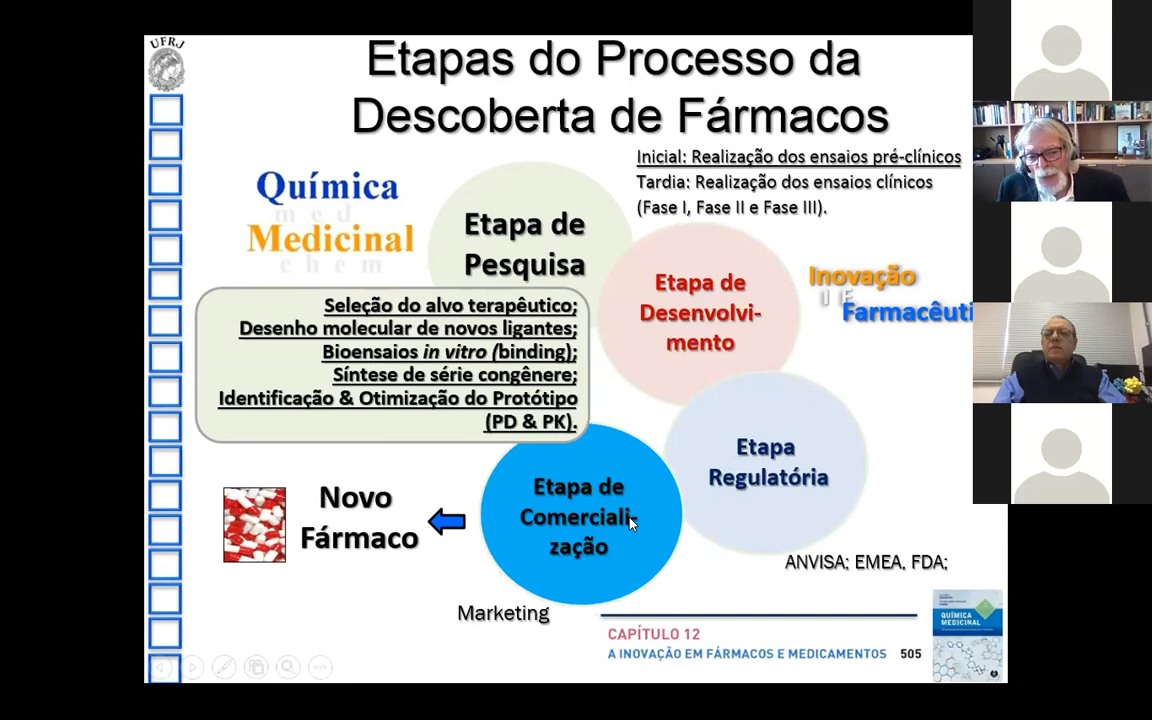 UFRJ
Etapas do Processo da
Descoberta de Fármacos
Inicial: Realização dos ensaios pré-clínicos
Tardia: Realização dos ensaios clínicos
(Fase I, Fase II e Fase III).
Química
med
Medicinal
chem
Etapa de
Pesquisa
Seleção do alvo terapêutico;
Desenho molecular de novos ligantes;
Bioensaios in vitro (binding);
Síntese de série congênere;
Identificação & Otimização do Protótipo
(PD & PK).
Etapa de
Desenvolvi-
mento
Inovação
Farmacêuti
Etapa
Regulatória
ANVISA; EMEA, FDA;
Etapa de
Comerciali-
zação
Marketing
Novo
Fármaco
CAPÍTULO 12
A INOVAÇÃO EM FÁRMACOS E MEDICAMENTOS 505
QUÍMICA
MEDICINAL